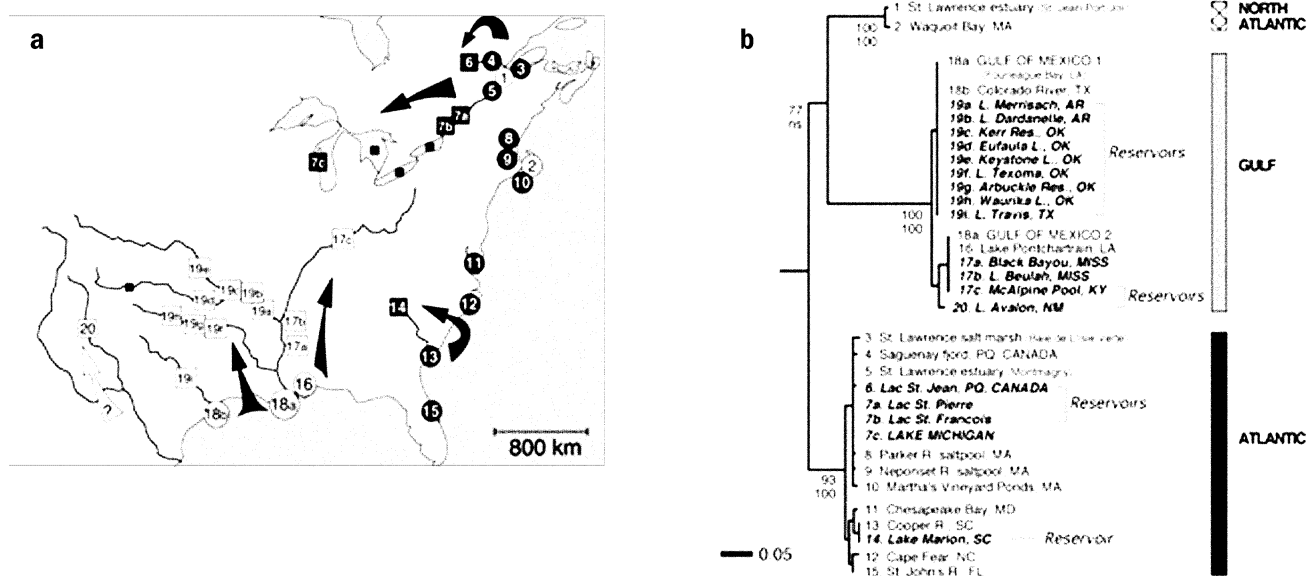 a
6
4
3
1
5
7a
7b
7c
8
9
2
10
17c
11
19e
19c
19b
19d
19a
14
12
19h
19g
19f
17b
20
17a
13
19i
16
?
18b
18a
15
800 km
b
1 St. Lawrence estuary
2 Waquoit Bay, MA
100
100
NORTH
ATLANTIC
18a. GULF OF MEXICO 1
18b. Colorado River, TX
19a. L. Merrisach, AR
19b. L. Dardanelle, AR
19c. Kerr Res., OK
19d. Eufaula L., OK
19e. Keystone L., OK
19f. L. Texoma, OK
19g. Arbuckle Res., OK
19h. Waurika L., OK
19i. L. Travis, TX
Reservoirs
77
ns
100
100
GULF
18a. GULF OF MEXICO 2
16. Lake Pontchartrain, LA
17a. Black Bayou, MISS
17b. L. Beulah, MISS
17c. McAlpine Pool, KY
Reservoirs
20. L. Avalon, NM
3 St. Lawrence salt marsh
4 Saguenay fjord, PQ, CANADA
5 St. Lawrence estuary
6. Lac St. Jean, PQ. CANADA
7a. Lac St. Pierre
Reservoirs
7b. Lac St. Francois
7c. LAKE MICHIGAN
ATLANTIC
8 Parker R. saltpool, MA
9 Neponset R. saltpool, MA
10 Martha's Vineyard Ponds, MA
93
100
11 Chesapeake Bay, MD
13 Cooper R., SC
14. Lake Marion, SC
Reservoir
12 Cape Fear, NC
15 St. John's R., FL
0.05